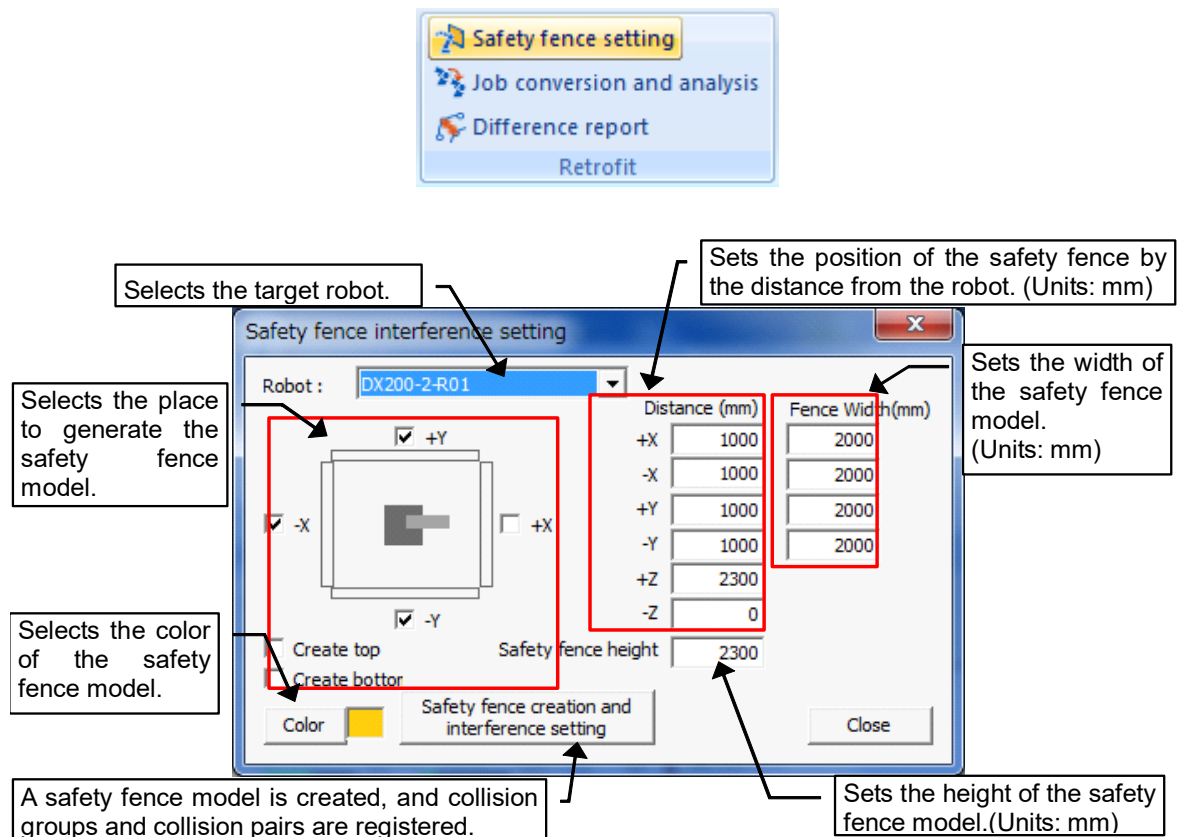 Safety fence setting
Job conversion and analysis
Difference report
Retrofit
Selects the target robot.
Sets the position of the safety fence by
the distance from the robot. (Units: mm)
Safety fence interference setting
x
Robot :
DX200-2-R01
Selects the place
to generate the
safety fence
model.
Sets the width of
the safety fence
model.
(Units: mm)
Distance (mm)
Fence Width(mm)
+Y
+X
1000
2000
-X
1000
2000
-X
+X
+Y
1000
2000
-Y
1000
2000
+Z
2300
-Y
-Z
0
Selects the color
of the safety
fence model.
Create top
Safety fence height
2300
Create bottor
Color
Safety fence creation and
interference setting
Close
A safety fence model is created, and collision
groups and collision pairs are registered.
Sets the height of the safety
fence model.(Units: mm)